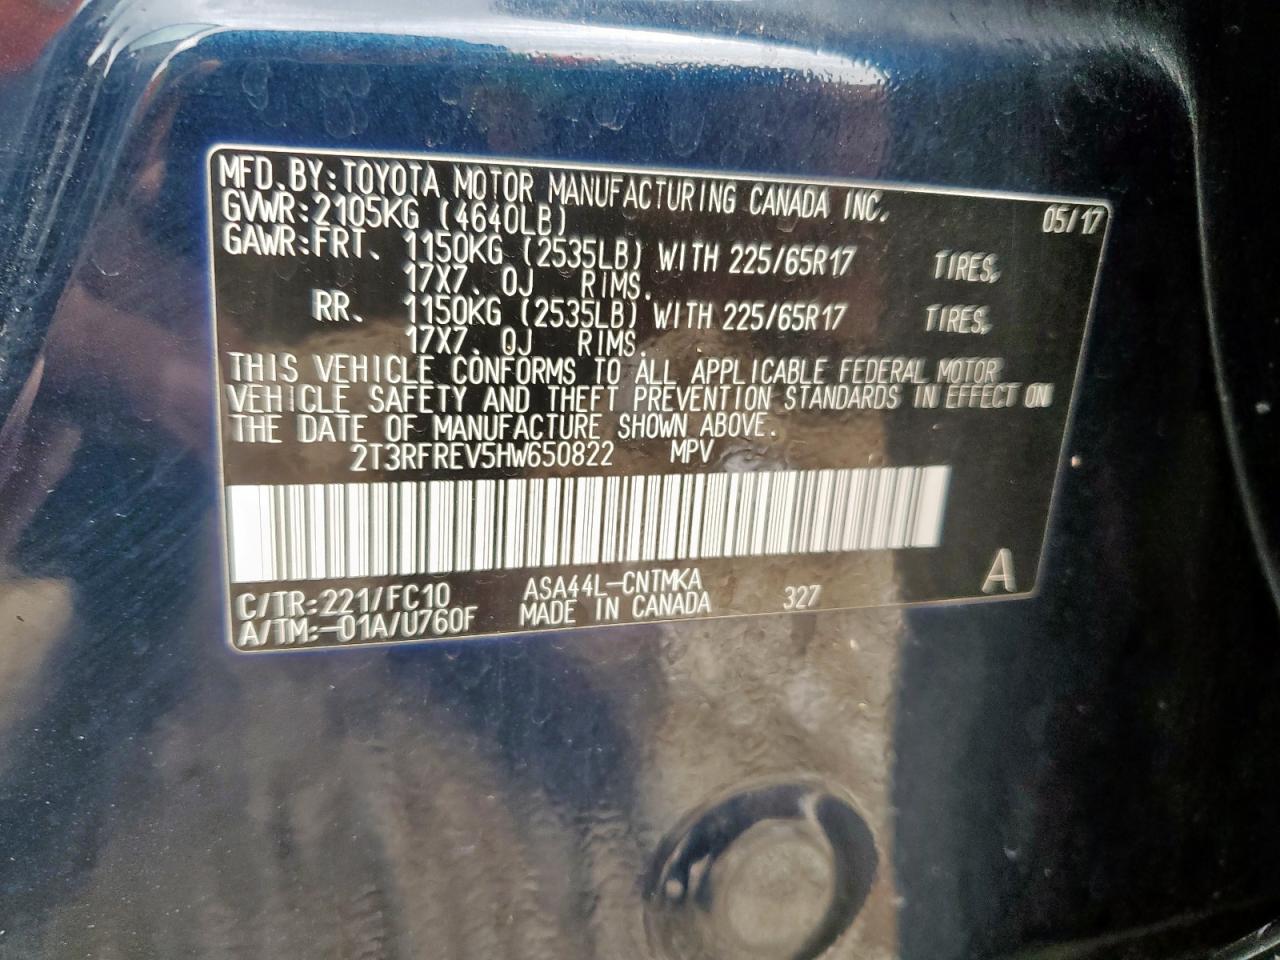 MFD.BY:TOYOTA MOTOR MANUFACTURING CANADA INC. 05/17
GVWR:2105KG (4640LB)
GAWR:FRT. 1150KG (2535LB) WITH 225/65R17 TIRES,
17X7.0J RIMS.
RR. 1150KG (2535LB) WITH 225/65R17 TIRES,
17X7.0J RIMS.
THIS VEHICLE CONFORMS TO ALL APPLICABLE FEDERAL MOTOR
VEHICLE SAFETY AND THEFT PREVENTION STANDARDS IN EFFECT ON
THE DATE OF MANUFACTURE SHOWN ABOVE.
2T3RFREV5HW650822 MPV
C/TR:221/FC10 ASA44L-CNTMKA 327 A
A/TM:-01A/U760F MADE IN CANADA